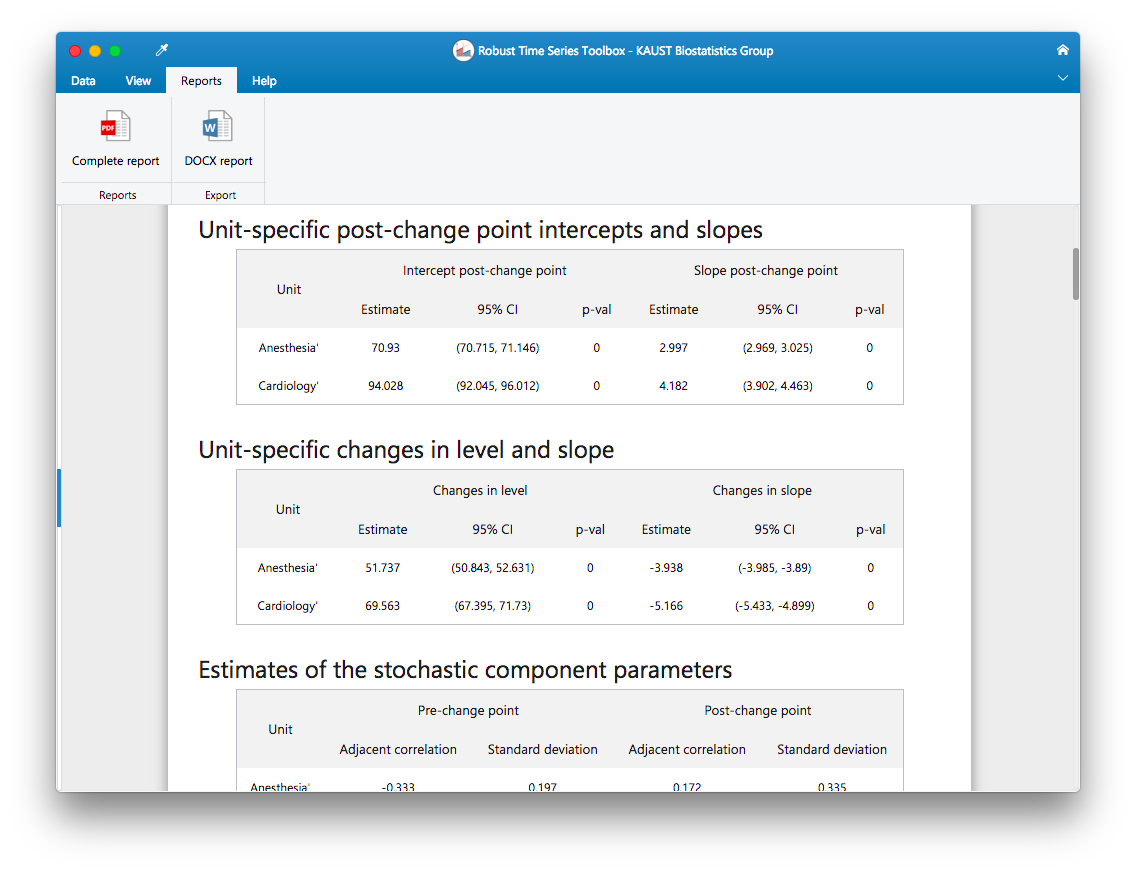 Robust Time Series Toolbox - KAUST Biostatistics Group
Data View Reports Help
PDF W
Complete report DOCX report
Reports Export
Unit-specific post-change point intercepts and slopes
Unit Intercept post-change point Slope post-change point
Estimate 95% CI p-val Estimate 95% CI p-val
Anesthesia' 70.93 (70.715, 71.146) 0 2.997 (2.969, 3.025) 0
Cardiology' 94.028 (92.045, 96.012) 0 4.182 (3.902, 4.463) 0
Unit-specific changes in level and slope
Unit Changes in level Changes in slope
Estimate 95% CI p-val Estimate 95% CI p-val
Anesthesia' 51.737 (50.843, 52.631) 0 -3.938 (-3.985, -3.89) 0
Cardiology' 69.563 (67.395, 71.73) 0 -5.166 (-5.433, -4.899) 0
Estimates of the stochastic component parameters
Unit Pre-change point Post-change point
Adjacent correlation Standard deviation Adjacent correlation Standard deviation
Anesthesia' -0.333 0.197 0.172 0.335